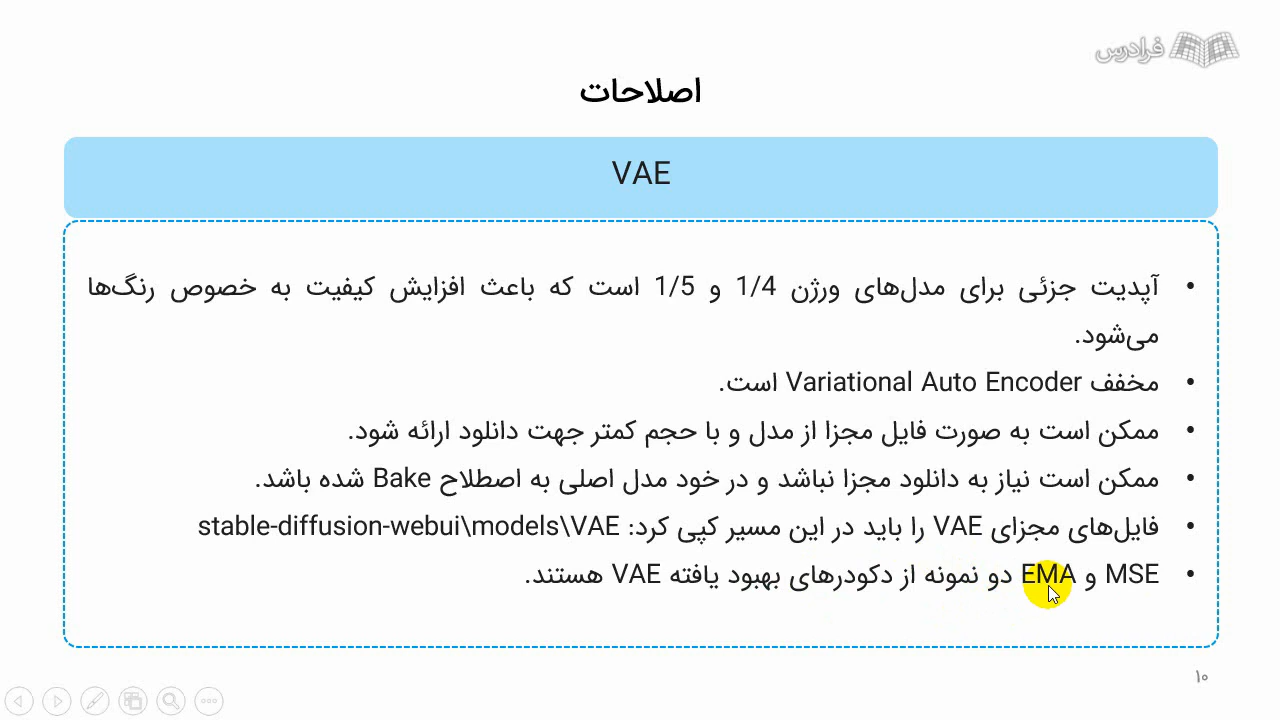 فرادرس
اصلاحات
VAE
• آپدیت جزئی برای مدل‌های ورژن 1/4 و 1/5 است که باعث افزایش کیفیت به خصوص رنگ‌ها
می‌شود.
• مخفف Variational Auto Encoder است.
• ممکن است به صورت فایل مجزا از مدل و با حجم کمتر جهت دانلود ارائه شود.
• ممکن است نیاز به دانلود مجزا نباشد و در خود مدل اصلی به اصطلاح Bake شده باشد.
• فایل‌های مجزای VAE را باید در این مسیر کپی کرد: stable-diffusion-webui\models\VAE
• MSE و EMA دو نمونه از دکودرهای بهبود یافته VAE هستند.
۱۰